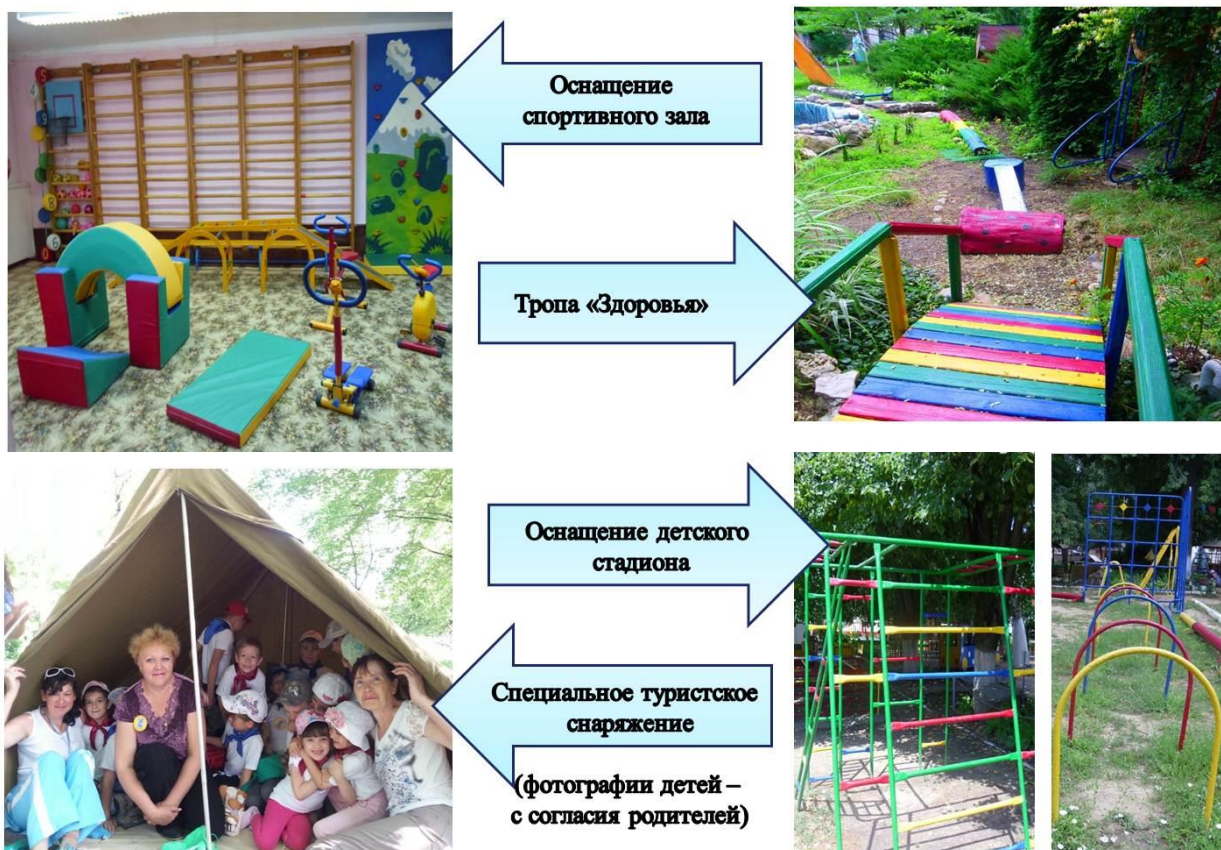 Оснащение
спортивного зала
Тропа «Здоровья»
Оснащение детского
стадиона
Специальное туристское
снаряжение
(фотографии детей –
с согласия родителей)